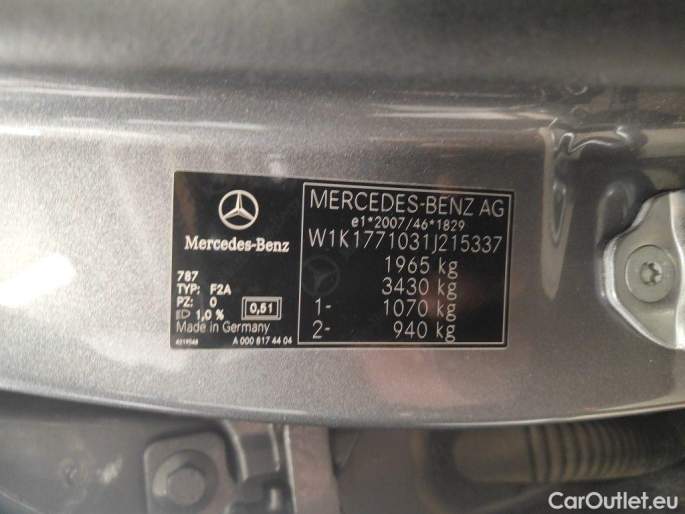 Mercedes-Benz
787
TYP: F2A
PZ: 0
1,0 %
0,51
Made in Germany
A 000 817 44 04
MERCEDES-BENZ AG
e1*2007/46*1829
W1K1771031J215337
1965 kg
3430 kg
1- 1070 kg
2- 940 kg
CarOutlet.eu